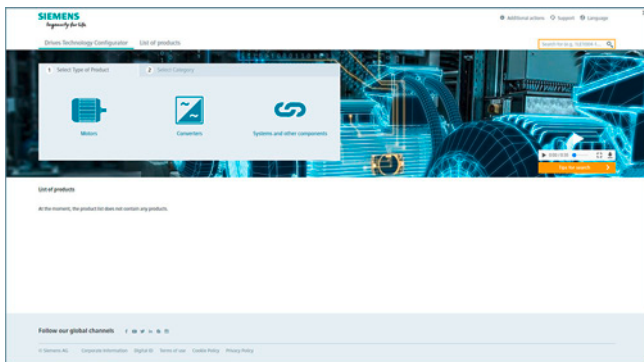 SIEMENS
Ingenuity for life
Additional actions Support Language
Drives Technology Configurator List of products
1 Select Type of Product 2 Select Category
Motors Converters Systems and other components
Tips for search
List of products
At the moment, the product list does not contain any products.
Follow our global channels
© Siemens AG Corporate Information Digital ID Terms of use Cookie Policy Privacy Policy